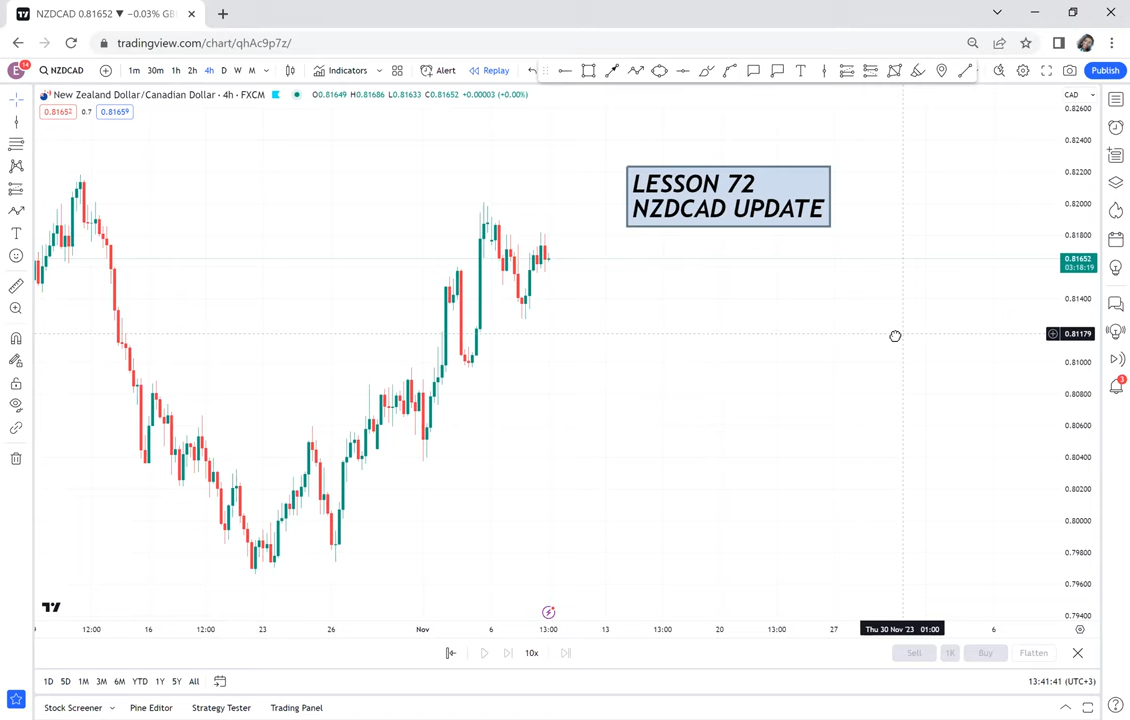 NZDCAD 0.81652 ▼ −0.03% GB
tradingview.com/chart/qhAc9p7z/
E 14 NZDCAD 1m 30m 1h 2h 4h D W M Indicators Alert Replay Publish
New Zealand Dollar/Canadian Dollar · 4h · FXCM O0.81649 H0.81686 L0.81633 C0.81652 +0.00003 (+0.00%) CAD
0.81652 0.7 0.81659
0.82600
0.82400
0.82200
0.82000
0.81800
0.81652
03:18:19
0.81400
0.81179
0.81000
0.80800
0.80600
0.80400
0.80200
0.80000
0.79800
0.79600
0.79400
LESSON 72
NZDCAD UPDATE
3
12:00 16 12:00 23 26 Nov 6 13:00 13 13:00 20 13:00 27 Thu 30 Nov '23 01:00 6
10x Sell 1K Buy Flatten
1D 5D 1M 3M 6M YTD 1Y 5Y All 13:41:41 (UTC+3)
Stock Screener Pine Editor Strategy Tester Trading Panel